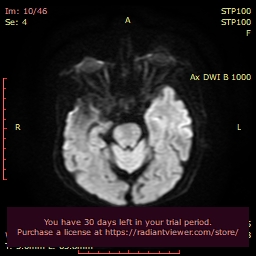 Im: 10/46
Se: 4
STP100
STP100
F
A
Ax DWI B 1000
R
L
You have 30 days left in your trial period.
Purchase a license at https://radiantviewer.com/store/